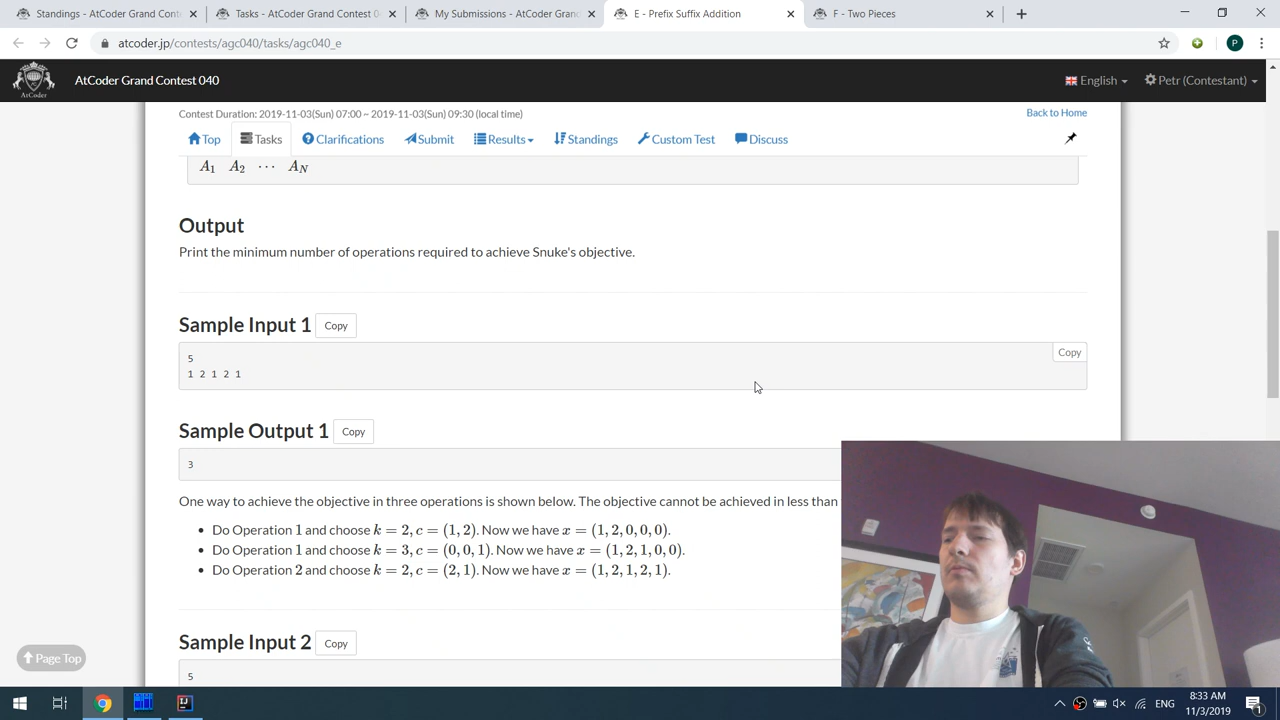 Standings - AtCoder Grand Contest
Tasks - AtCoder Grand Contest 04
My Submissions - AtCoder Gran
E - Prefix Suffix Addition
F - Two Pieces
atcoder.jp/contests/agc040/tasks/agc040_e
P
AtCoder
AtCoder Grand Contest 040
English
Petr (Contestant)
Contest Duration: 2019-11-03(Sun) 07:00 ~ 2019-11-03(Sun) 09:30 (local time)
Back to Home
Top
Tasks
Clarifications
Submit
Results
Standings
Custom Test
Discuss
A1 A2 ⋯ AN
Output
Print the minimum number of operations required to achieve Snuke's objective.
Sample Input 1
Copy
Copy
5
1 2 1 2 1
Sample Output 1
Copy
3
One way to achieve the objective in three operations is shown below. The objective cannot be achieved in less than
• Do Operation 1 and choose k = 2, c = (1, 2). Now we have x = (1, 2, 0, 0, 0).
• Do Operation 1 and choose k = 3, c = (0, 0, 1). Now we have x = (1, 2, 1, 0, 0).
• Do Operation 2 and choose k = 2, c = (2, 1). Now we have x = (1, 2, 1, 2, 1).
Sample Input 2
Copy
5
Page Top
ENG
8:33 AM
11/3/2019
1